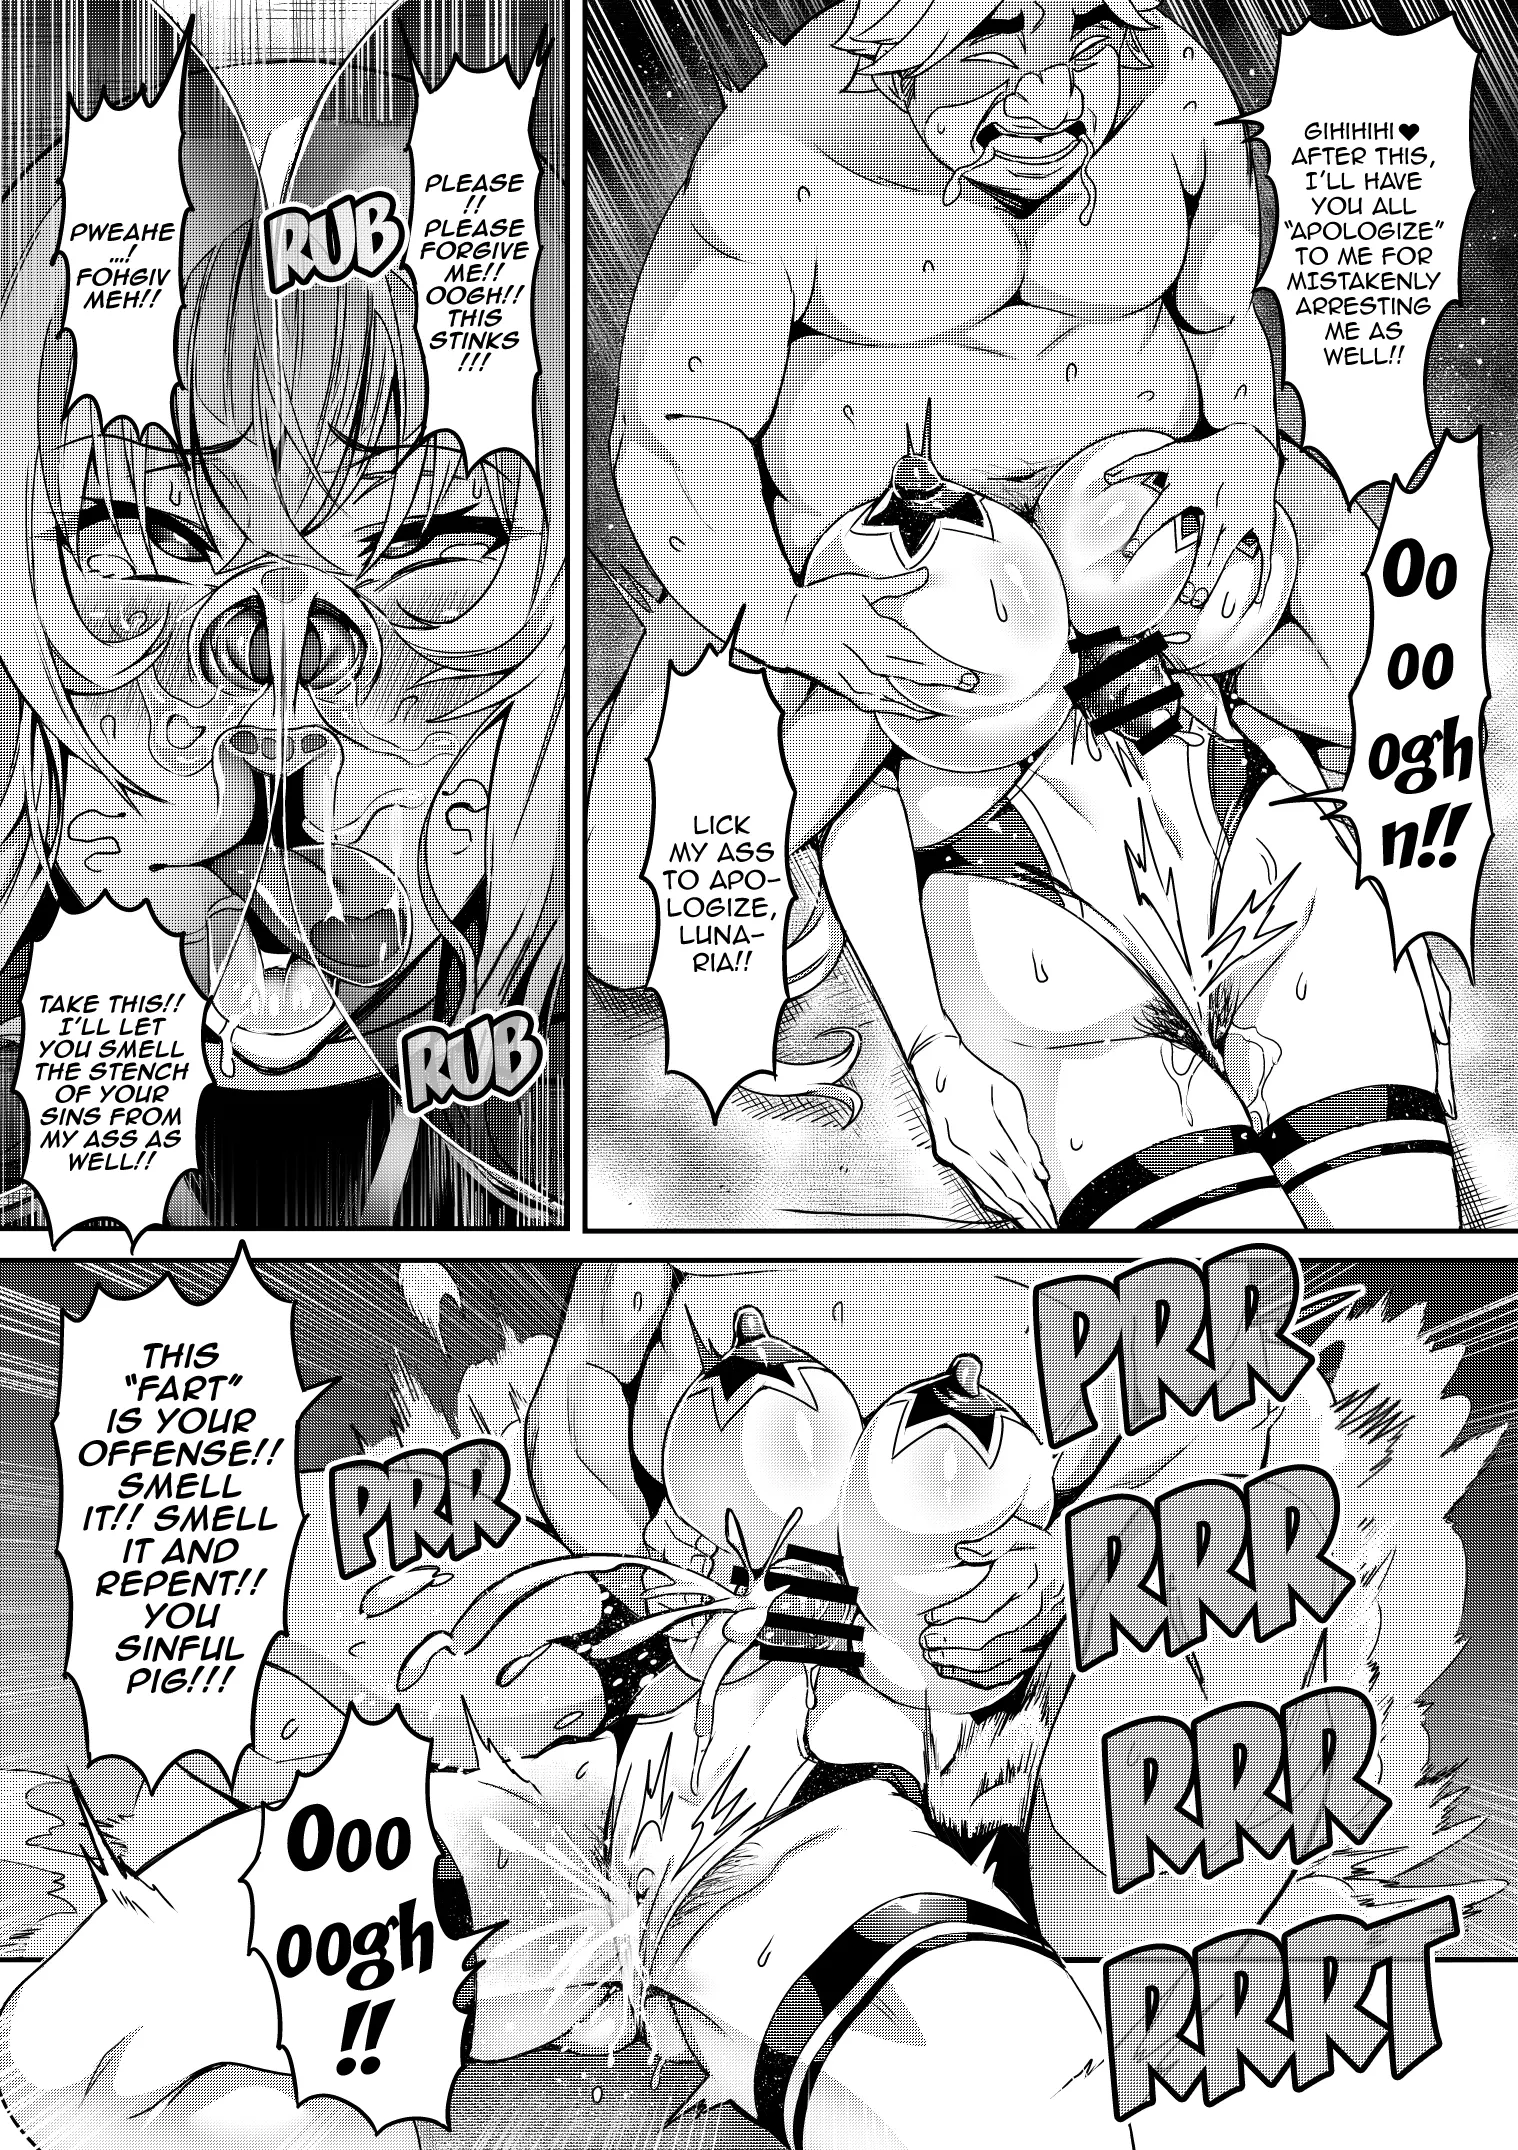 GIHIHIHI♥
AFTER THIS,
I'LL HAVE
YOU ALL
"APOLOGIZE"
TO ME FOR
MISTAKENLY
ARRESTING
ME AS
WELL!!
Oo
oo
ogh
n!!
LICK
MY ASS
TO APO-
LOGIZE,
LUNA-
RIA!!
PLEASE
!!
PLEASE
FORGIVE
ME!!
OOGH!!
THIS
STINKS
!!!
RUB
PWEAHE
...!
FOHGIV
MEH!!
RUB
TAKE THIS!!
I'LL LET
YOU SMELL
THE STENCH
OF YOUR
SINS FROM
MY ASS AS
WELL!!
PRR
RRR
RRR
RRRT
PRR
THIS
"FART"
IS YOUR
OFFENSE!!
SMELL
IT!! SMELL
IT AND
REPENT!!
YOU
SINFUL
PIG!!!
Ooo
oogh
!!